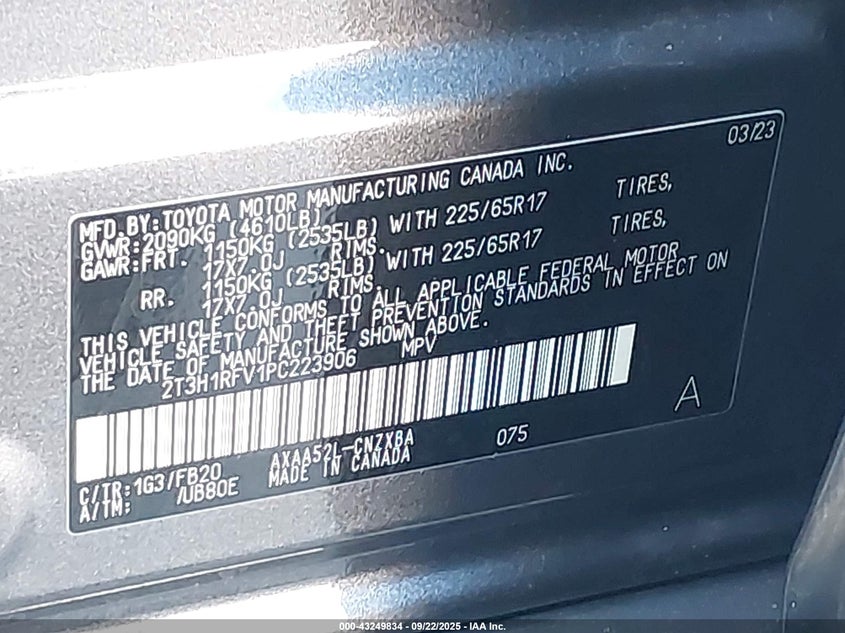 03/23
MFD.BY:TOYOTA MOTOR MANUFACTURING CANADA INC.
GVWR:2090KG (4610LB)
GAWR:FRT. 1150KG (2535LB) WITH 225/65R17 TIRES,
17X7.0J RIMS.
RR. 1150KG (2535LB) WITH 225/65R17 TIRES,
17X7.0J RIMS.
THIS VEHICLE CONFORMS TO ALL APPLICABLE FEDERAL MOTOR
VEHICLE SAFETY AND THEFT PREVENTION STANDARDS IN EFFECT ON
THE DATE OF MANUFACTURE SHOWN ABOVE.
2T3H1RFV1PC223906 MPV
A
C/TR:1G3/FB20 AXAA52L-CNZXBA 075
A/TM: /UB80E MADE IN CANADA
000-43249834 - 09/22/2025 - IAA Inc.